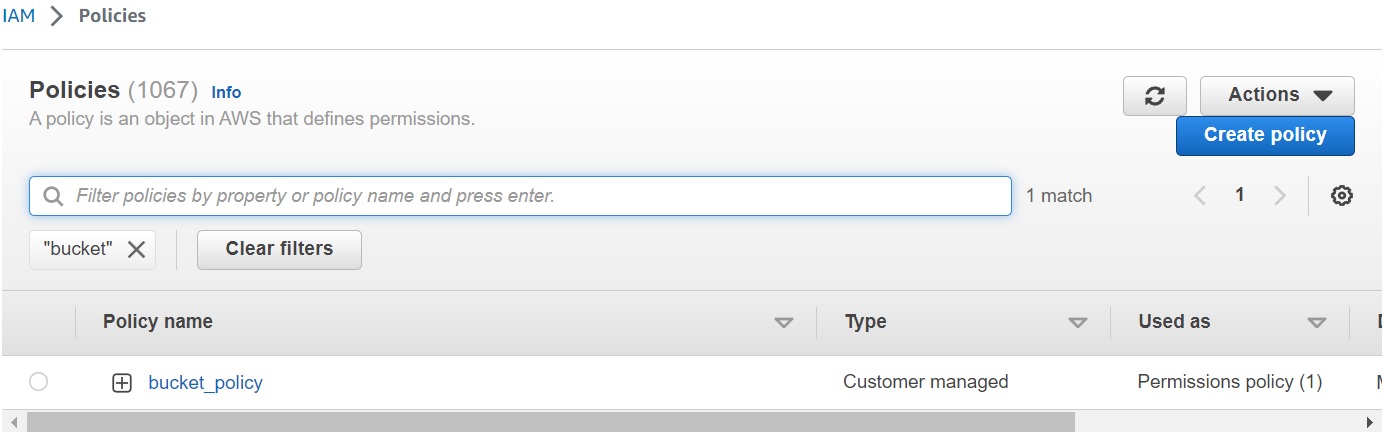 IAM > Policies
Policies (1067) Info
A policy is an object in AWS that defines permissions.
Actions
Create policy
Filter policies by property or policy name and press enter.
1 match
1
"bucket"
Clear filters
Policy name Type Used as
bucket_policy Customer managed Permissions policy (1)